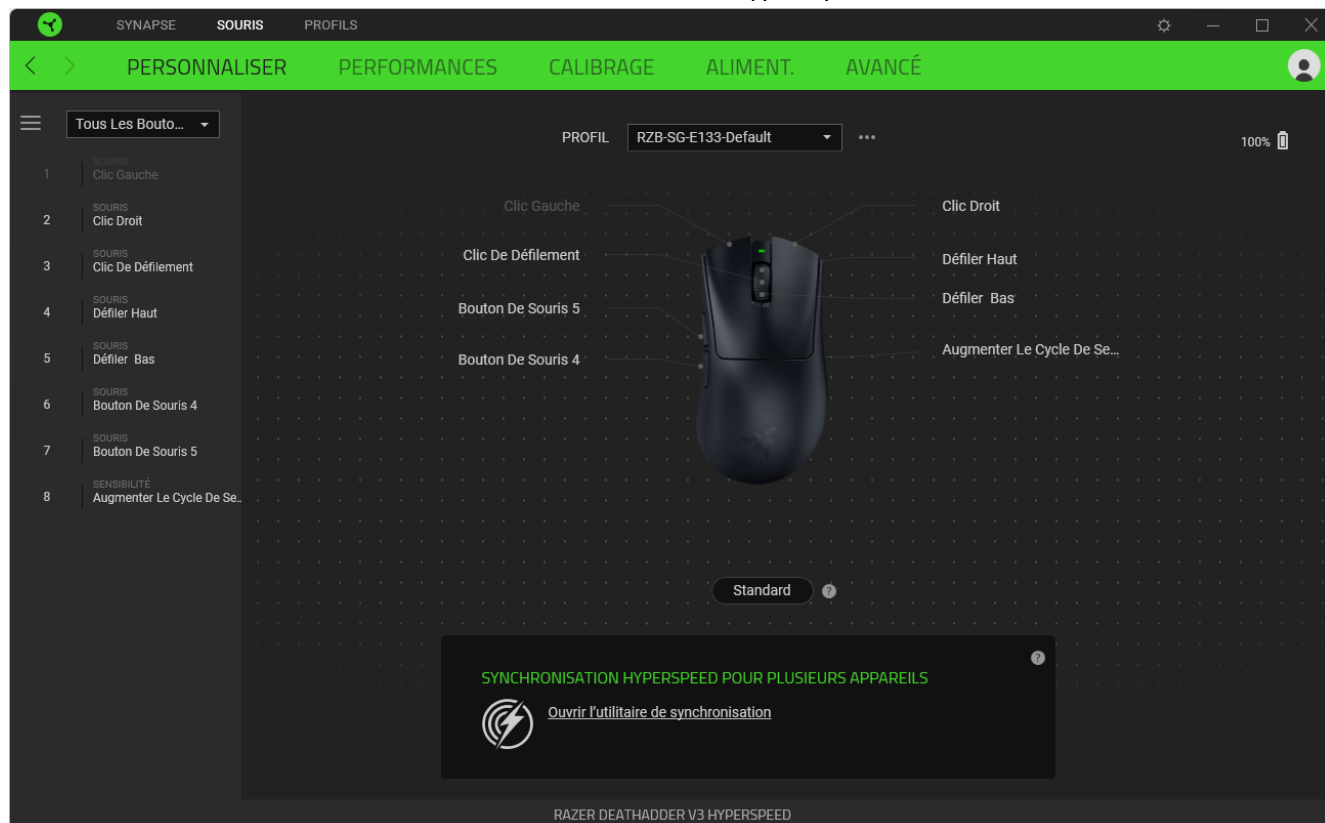 SYNAPSE SOURIS PROFILS
PERSONNALISER PERFORMANCES CALIBRAGE ALIMENT. AVANCÉ
Tous Les Bouto...
PROFIL RZB-SG-E133-Default
100%
1 SOURIS
Clic Gauche
2 SOURIS
Clic Droit
3 SOURIS
Clic De Défilement
4 SOURIS
Défiler Haut
5 SOURIS
Défiler Bas
6 SOURIS
Bouton De Souris 4
7 SOURIS
Bouton De Souris 5
8 SENSIBILITÉ
Augmenter Le Cycle De Se...
Clic Gauche
Clic De Défilement
Bouton De Souris 5
Bouton De Souris 4
Clic Droit
Défiler Haut
Défiler Bas
Augmenter Le Cycle De Se...
Standard ?
?
SYNCHRONISATION HYPERSPEED POUR PLUSIEURS APPAREILS
Ouvrir l'utilitaire de synchronisation
RAZER DEATHADDER V3 HYPERSPEED